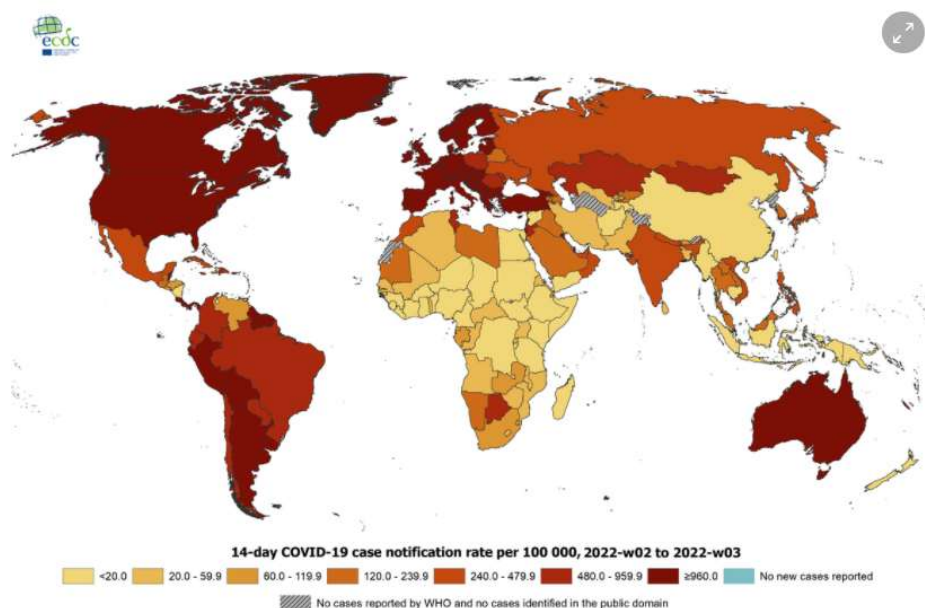 ecdc
14-day COVID-19 case notification rate per 100 000, 2022-w02 to 2022-w03
<20.0 20.0 - 59.9 60.0 - 119.9 120.0 - 239.9 240.0 - 479.9 480.0 - 959.9 ≥960.0 No new cases reported
No cases reported by WHO and no cases identified in the public domain